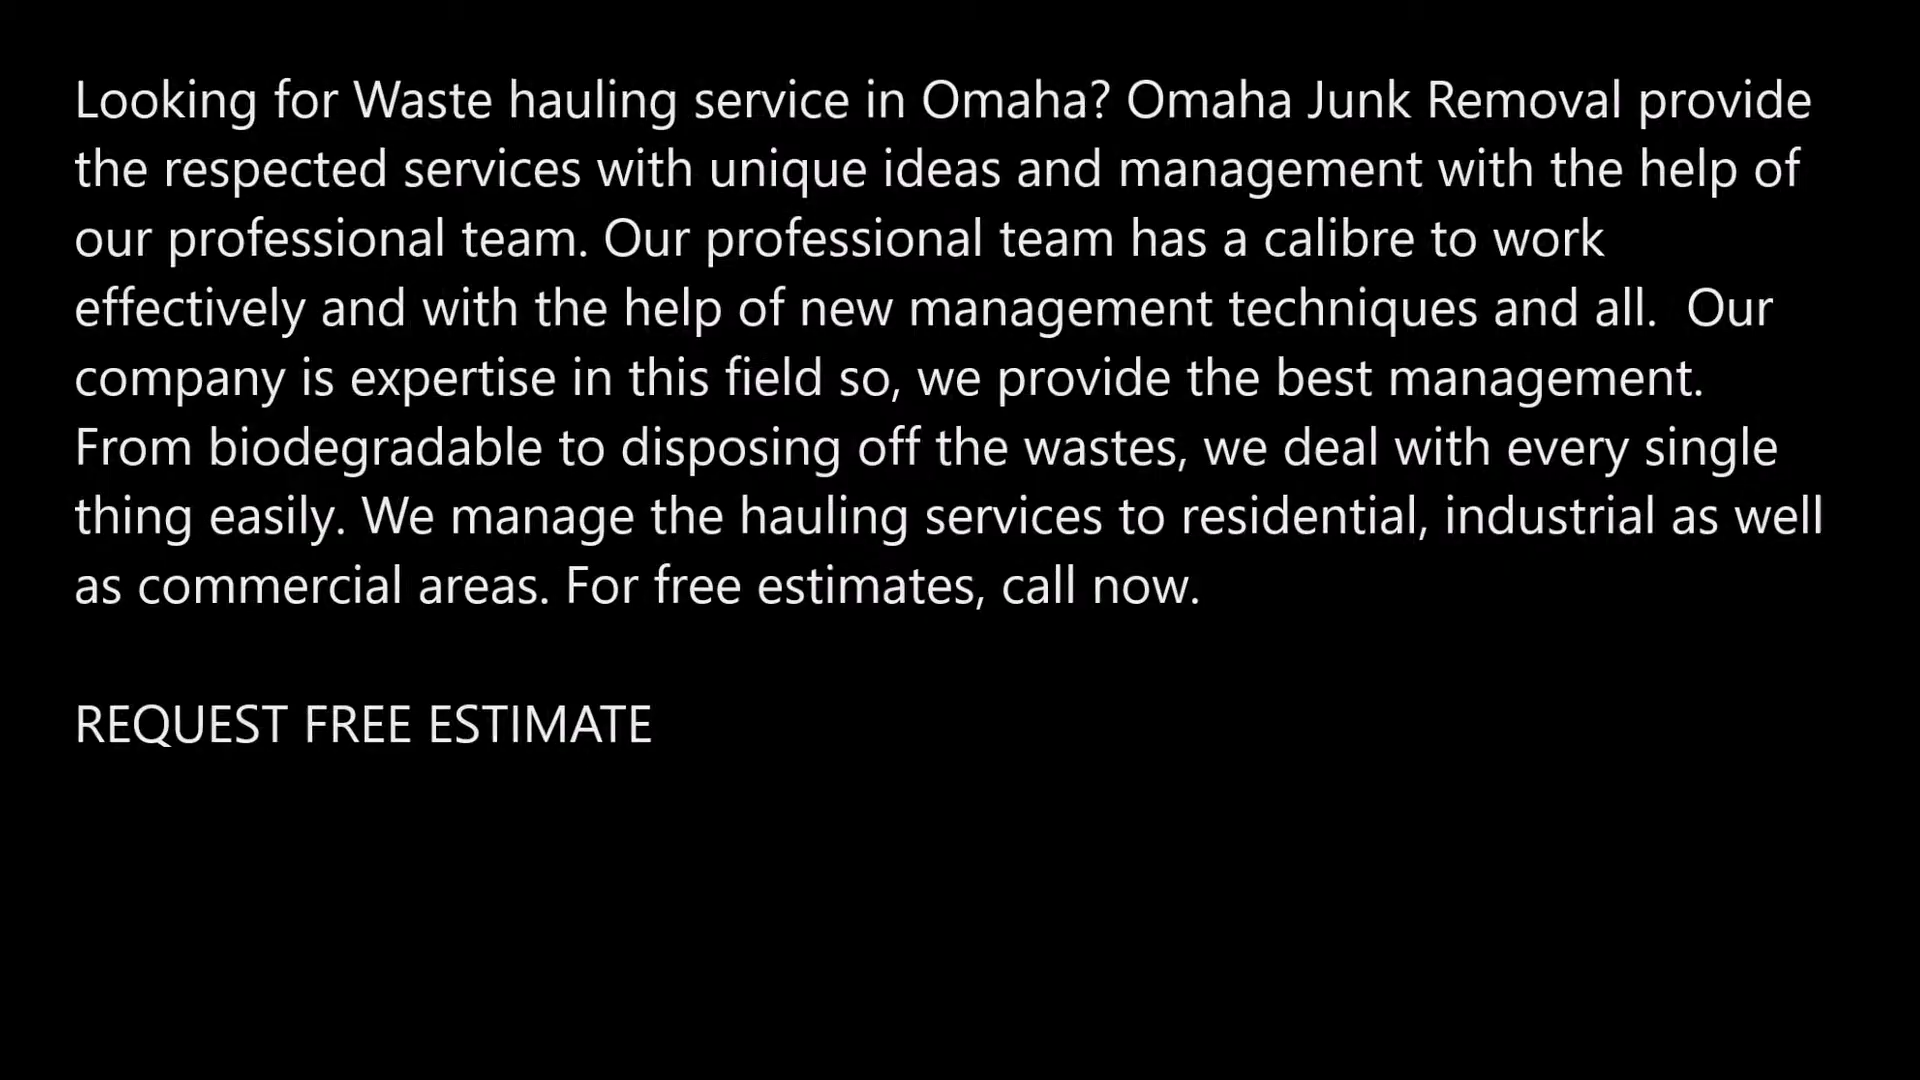 Looking for Waste hauling service in Omaha? Omaha Junk Removal provide
the respected services with unique ideas and management with the help of
our professional team. Our professional team has a calibre to work
effectively and with the help of new management techniques and all.  Our
company is expertise in this field so, we provide the best management.
From biodegradable to disposing off the wastes, we deal with every single
thing easily. We manage the hauling services to residential, industrial as well
as commercial areas. For free estimates, call now.
REQUEST FREE ESTIMATE